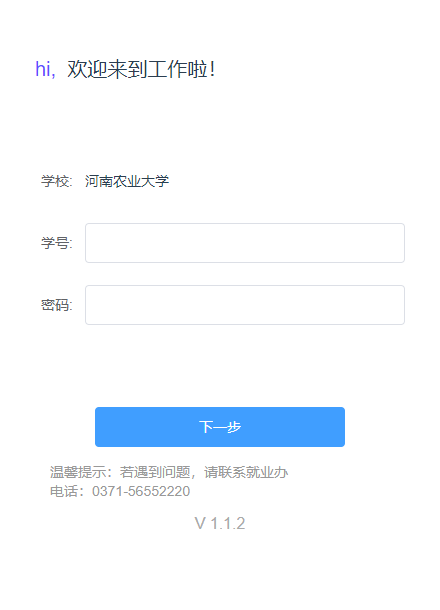 hi, 欢迎来到工作啦!
学校: 河南农业大学
学号:
密码:
下一步
温馨提示：若遇到问题，请联系就业办
电话：0371-56552220
V 1.1.2